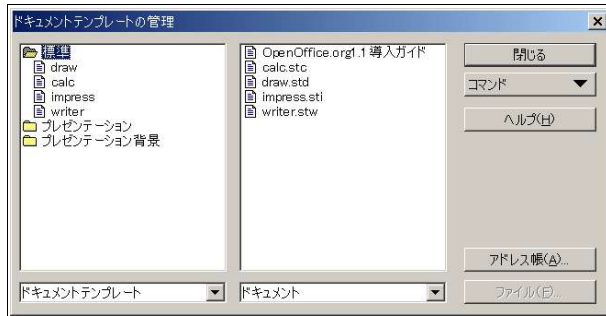 ドキュメントテンプレートの管理
標準
draw
calc
impress
writer
プレゼンテーション
プレゼンテーション背景
OpenOffice.org1.1 導入ガイド
calc.stc
draw.std
impress.sti
writer.stw
閉じる
コマンド
ヘルプ(H)
アドレス帳(A)...
ドキュメントテンプレート
ドキュメント
ファイル(F)...